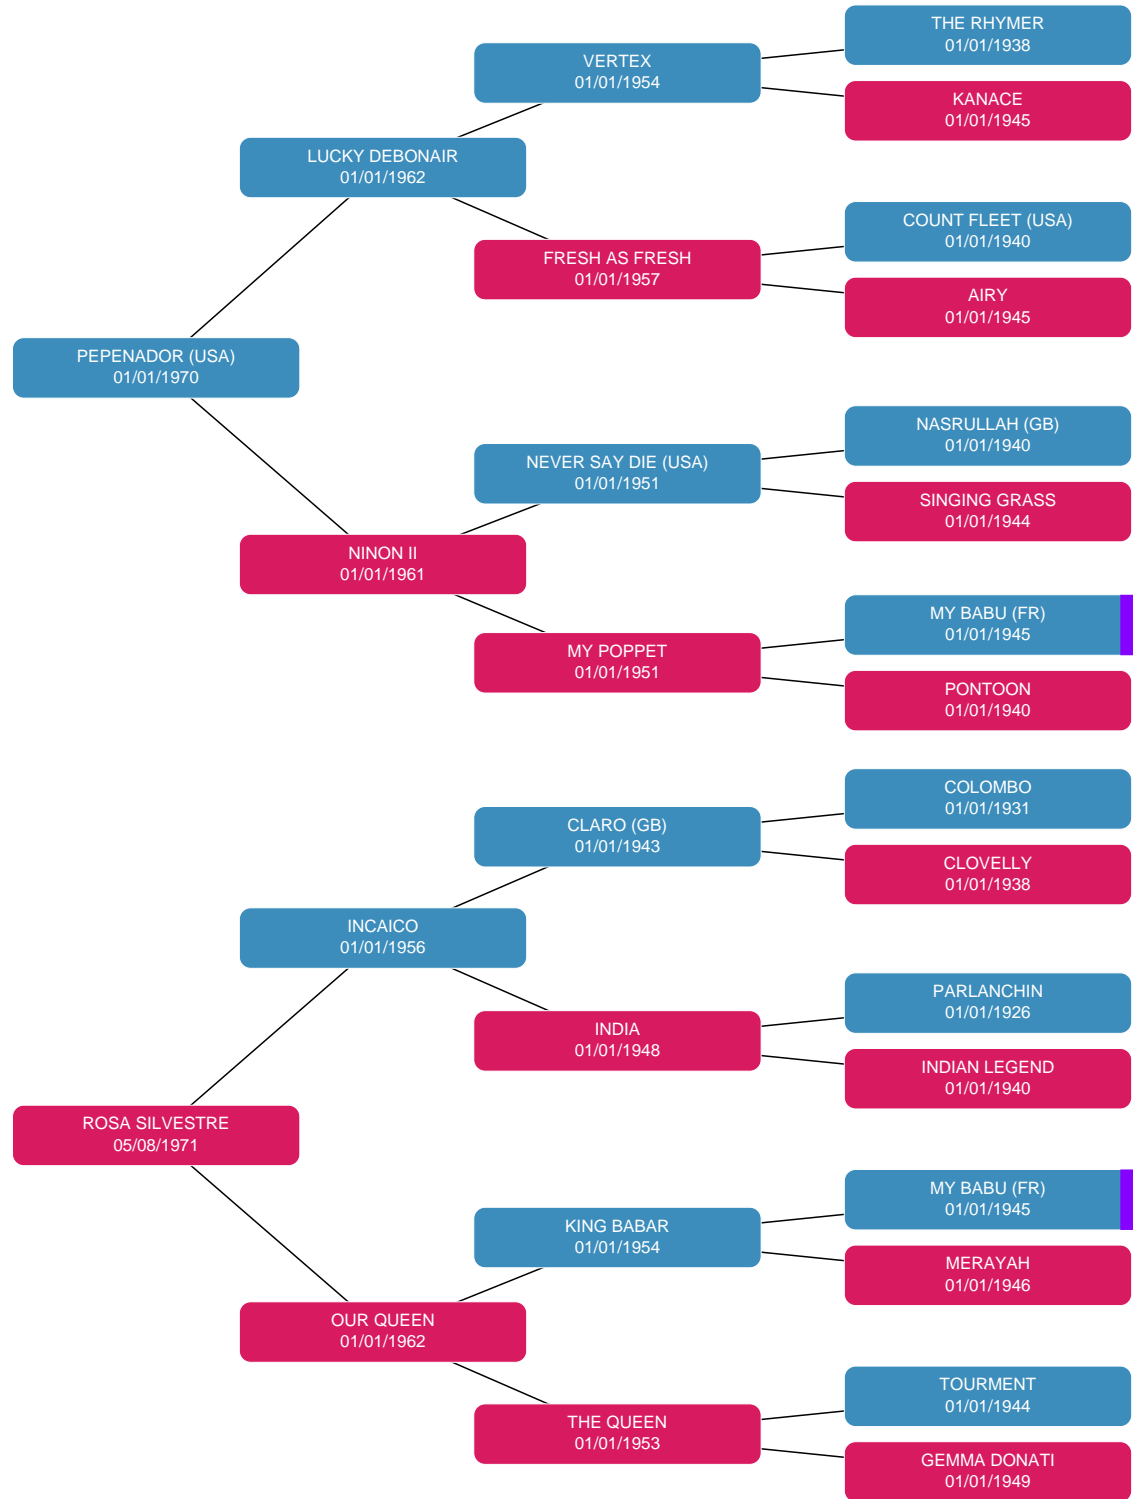 THE RHYMER
01/01/1938
VERTEX
01/01/1954
KANACE
01/01/1945
LUCKY DEBONAIR
01/01/1962
COUNT FLEET (USA)
01/01/1940
FRESH AS FRESH
01/01/1957
AIRY
01/01/1945
PEPENADOR (USA)
01/01/1970
NASRULLAH (GB)
01/01/1940
NEVER SAY DIE (USA)
01/01/1951
SINGING GRASS
01/01/1944
NINON II
01/01/1961
MY BABU (FR)
01/01/1945
MY POPPET
01/01/1951
PONTOON
01/01/1940
COLOMBO
01/01/1931
CLARO (GB)
01/01/1943
CLOVELLY
01/01/1938
INCAICO
01/01/1956
PARLANCHIN
01/01/1926
INDIA
01/01/1948
INDIAN LEGEND
01/01/1940
ROSA SILVESTRE
05/08/1971
MY BABU (FR)
01/01/1945
KING BABAR
01/01/1954
MERAYAH
01/01/1946
OUR QUEEN
01/01/1962
TOURMENT
01/01/1944
THE QUEEN
01/01/1953
GEMMA DONATI
01/01/1949